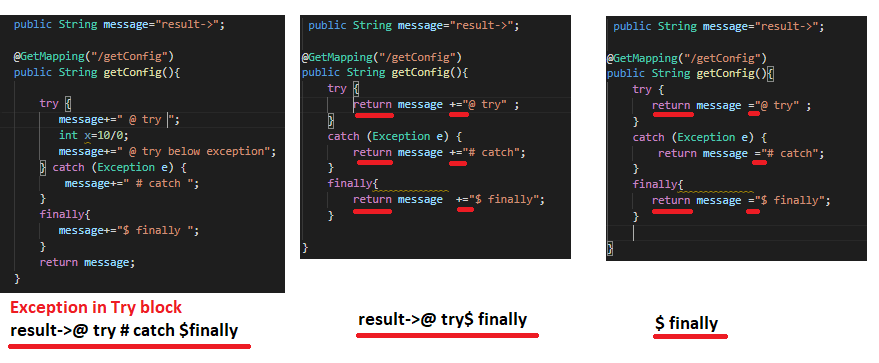 public String message="result->";
@GetMapping("/getConfig")
public String getConfig(){
try {
message+=" @ try ";
int x=10/0;
message+=" @ try below exception";
} catch (Exception e) {
message+=" # catch ";
}
finally{
message+="$ finally ";
}
return message;
}
Exception in Try block
result->@ try # catch $finally
public String message="result->";
@GetMapping("/getConfig")
public String getConfig(){
try {
return message +="@ try" ;
}
catch (Exception e) {
return message +="# catch";
}
finally{
return message +="$ finally";
}
}
result->@ try$ finally
public String message="result->";
@GetMapping("/getConfig")
public String getConfig(){
try {
return message ="@ try" ;
}
catch (Exception e) {
return message ="# catch";
}
finally{
return message ="$ finally";
}
}
$ finally